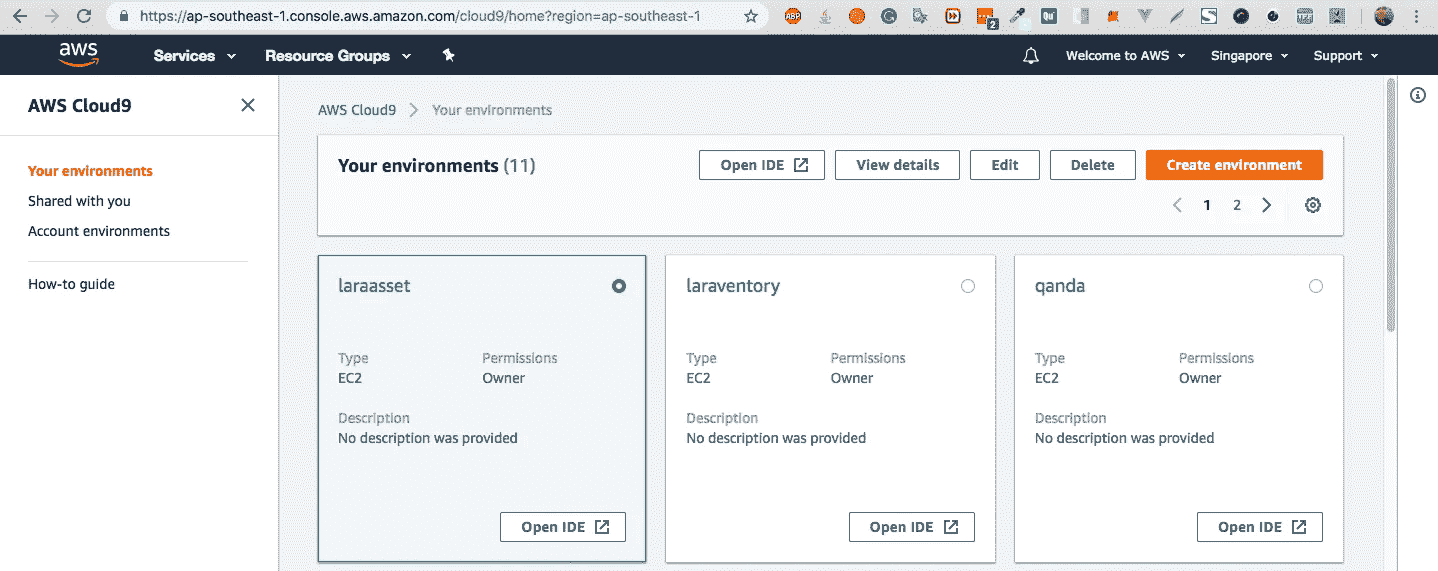 https://ap-southeast-1.console.aws.amazon.com/cloud9/home?region=ap-southeast-1
ABP
2
Qu
aws
Services
Resource Groups
Welcome to AWS
Singapore
Support
AWS Cloud9
Your environments
Shared with you
Account environments
How-to guide
AWS Cloud9 > Your environments
Your environments (11)
Open IDE
View details
Edit
Delete
Create environment
< 1 2 >
laraasset
Type Permissions
EC2 Owner
Description
No description was provided
Open IDE
laraventory
Type Permissions
EC2 Owner
Description
No description was provided
Open IDE
qanda
Type Permissions
EC2 Owner
Description
No description was provided
Open IDE